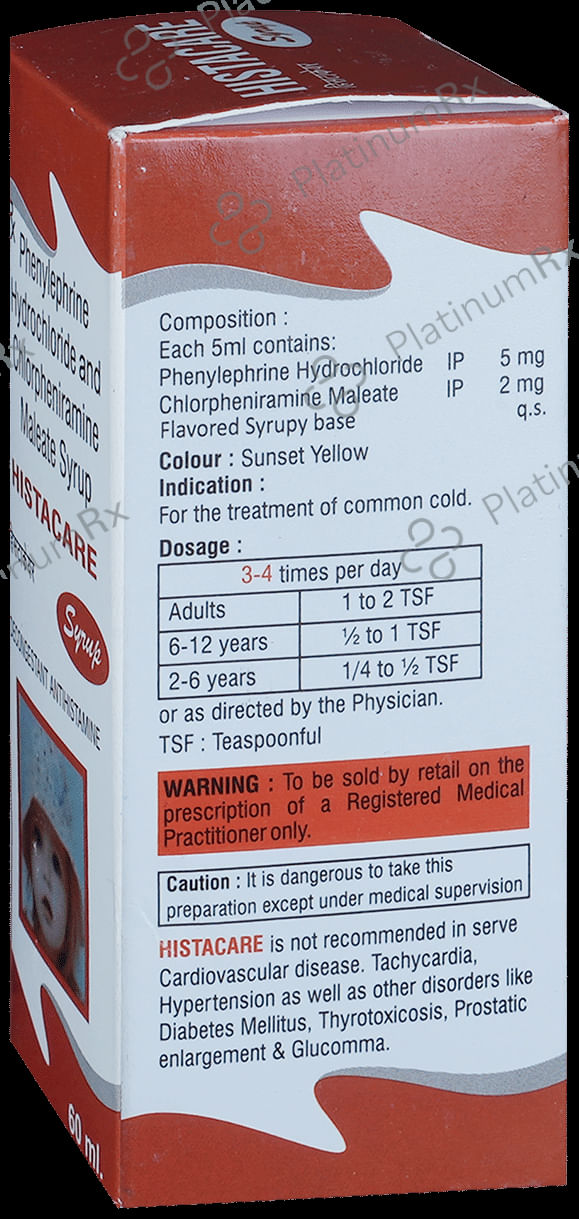 HISTACARE
Syrup
Rx Phenylephrine
Hydrochloride and
Chlorpheniramine
Maleate Syrup
HISTACARE
Syrup
DECONGESTANT ANTIHISTAMINE
60 ml.
Composition :
Each 5ml contains:
Phenylephrine Hydrochloride IP 5 mg
Chlorpheniramine Maleate IP 2 mg
Flavored Syrupy base q.s.
Colour : Sunset Yellow
Indication :
For the treatment of common cold.
Dosage :
3-4 times per day
Adults 1 to 2 TSF
6-12 years ½ to 1 TSF
2-6 years 1/4 to ½ TSF
or as directed by the Physician.
TSF : Teaspoonful
WARNING : To be sold by retail on the
prescription of a Registered Medical
Practitioner only.
Caution : It is dangerous to take this
preparation except under medical supervision
HISTACARE is not recommended in serve
Cardiovascular disease. Tachycardia,
Hypertension as well as other disorders like
Diabetes Mellitus, Thyrotoxicosis, Prostatic
enlargement & Glucomma.
PlatinumRx
PlatinumRx
PlatinumRx
PlatinumRx